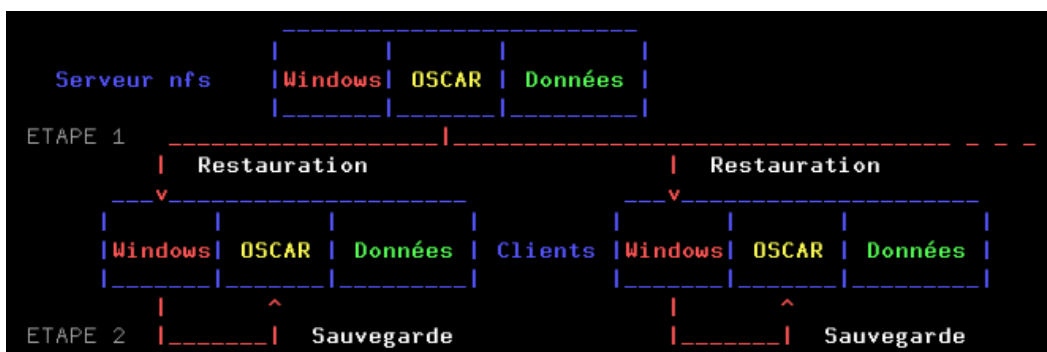 Serveur nfs Windows OSCAR Données
ETAPE 1
Restauration Restauration
Windows OSCAR Données Clients Windows OSCAR Données
ETAPE 2 Sauvegarde Sauvegarde